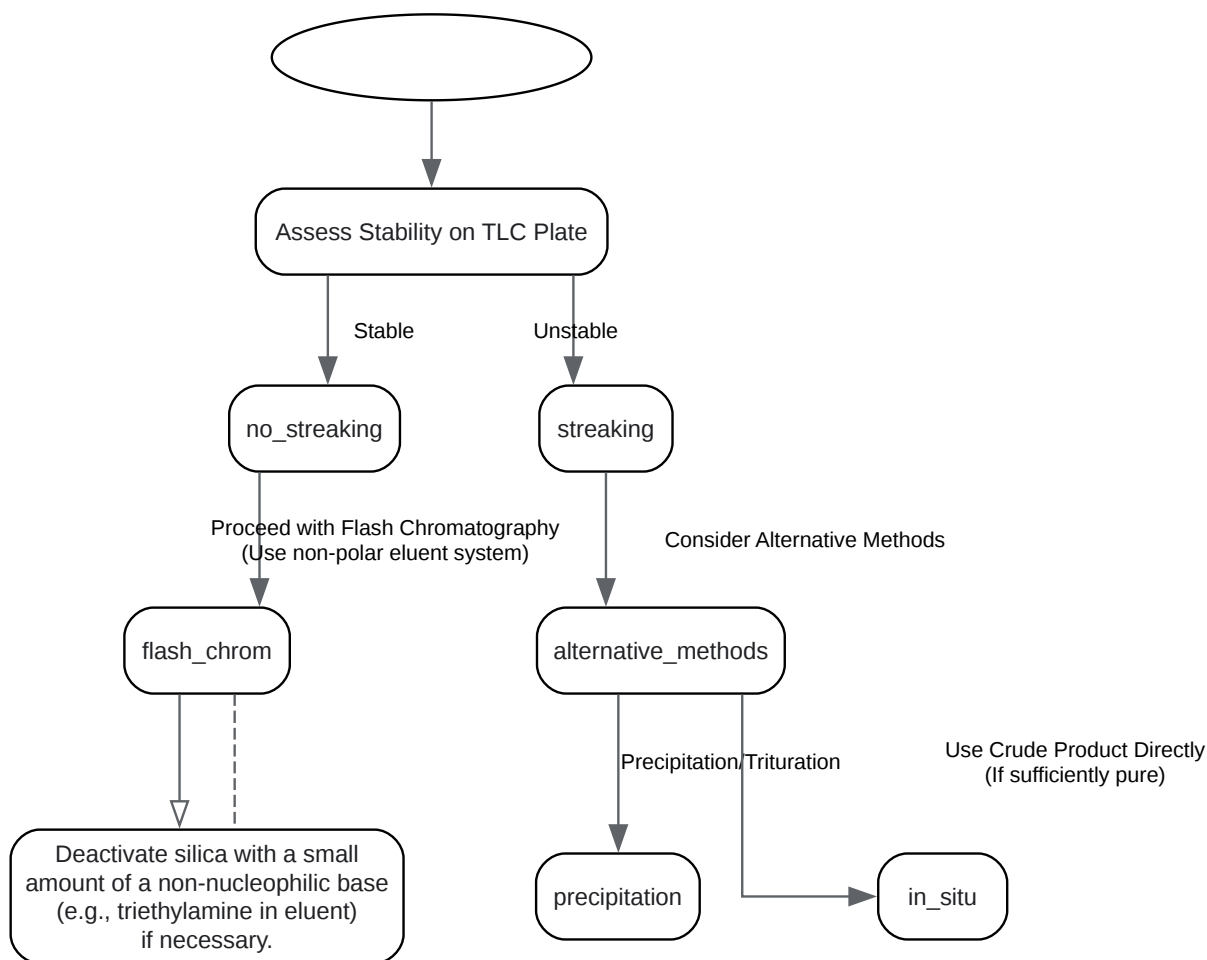 Assess Stability on TLC Plate
Stable
Unstable
no_streaking
streaking
Proceed with Flash Chromatography
(Use non-polar eluent system)
Consider Alternative Methods
flash_chrom
alternative_methods
Precipitation/Trituration
Use Crude Product Directly
(If sufficiently pure)
Deactivate silica with a small
amount of a non-nucleophilic base
(e.g., triethylamine in eluent)
if necessary.
precipitation
in_situ